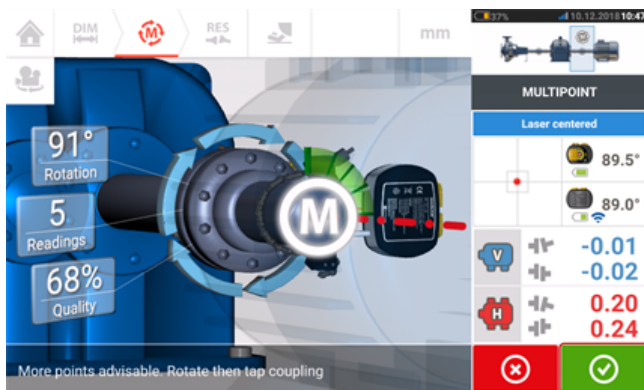 37%
10.12.2018 10:47
DIM
M
RES
mm
MULTIPOINT
Laser centered
91°
Rotation
5
Readings
68%
Quality
M
89.5°
89.0°
V
-0.01
-0.02
H
0.20
0.24
More points advisable. Rotate then tap coupling